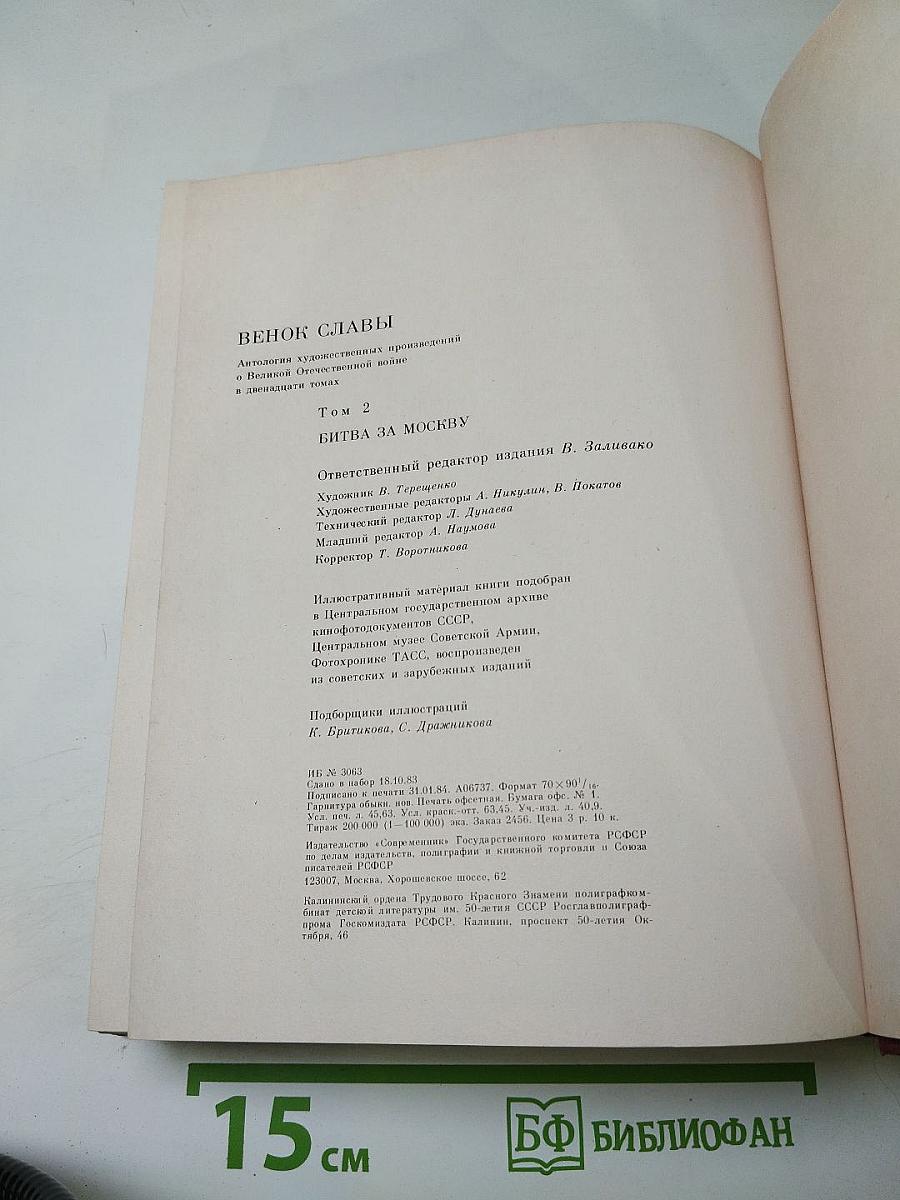 ВЕНОК СЛАВЫ
Антология художественных произведений
о Великой Отечественной войне
в двенадцати томах
Том 2
БИТВА ЗА МОСКВУ
Ответственный редактор издания В. Заливако
Художник В. Терещенко
Художественные редакторы А. Никулин, В. Покатов
Технический редактор Л. Дунаева
Младший редактор А. Наумова
Корректор Т. Воротникова
Иллюстративный материал книги подобран
в Центральном государственном архиве
кинофотодокументов СССР,
Центральном музее Советской Армии,
Фотохронике ТАСС, воспроизведен
из советских и зарубежных изданий
Подборщики иллюстраций
К. Бритикова, С. Дражникова
ИБ № 3063
Сдано в набор 18.10.83
Подписано к печати 31.01.84. А06737. Формат 70×90¹/₁₆.
Гарнитура обыкн. нов. Печать офсетная. Бумага офс. № 1.
Усл. печ. л. 45,63. Усл. краск.-отт. 63,45. Уч.-изд. л. 40,9.
Тираж 200 000 (1—100 000) экз. Заказ 2456. Цена 3 р. 10 к.
Издательство «Современник» Государственного комитета РСФСР
по делам издательств, полиграфии и книжной торговли и Союза
писателей РСФСР
123007, Москва, Хорошевское шоссе, 62
Калининский ордена Трудового Красного Знамени полиграфком-
бинат детской литературы им. 50-летия СССР Росглавполиграф-
прома Госкомиздата РСФСР. Калинин, проспект 50-летия Ок-
тября, 46
15 см
БФ БИБЛИОФАН